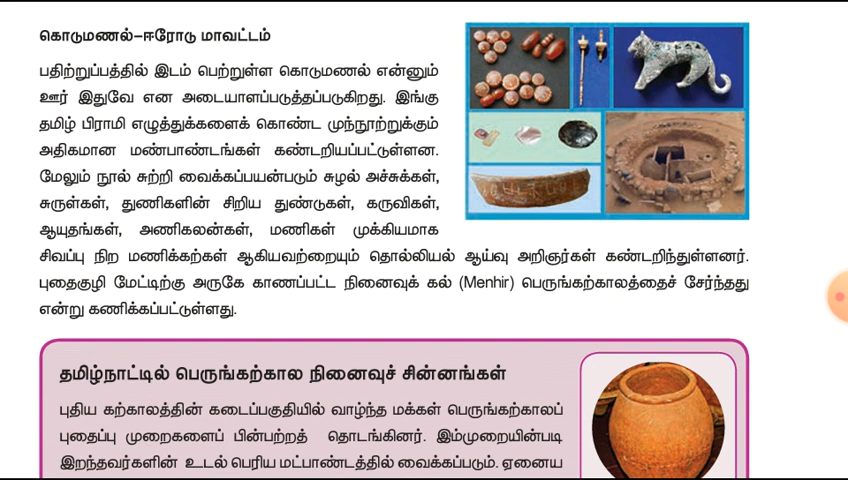 கொடுமணல்–ஈரோடு மாவட்டம்
பதிற்றுப்பத்தில் இடம் பெற்றுள்ள கொடுமணல் என்னும்
ஊர் இதுவே என அடையாளப்படுத்தப்படுகிறது. இங்கு
தமிழ் பிராமி எழுத்துக்களைக் கொண்ட முந்நூற்றுக்கும்
அதிகமான மண்பாண்டங்கள் கண்டறியப்பட்டுள்ளன.
மேலும் நூல் சுற்றி வைக்கப்பயன்படும் சுழல் அச்சுக்கள்,
சுருள்கள், துணிகளின் சிறிய துண்டுகள், கருவிகள்,
ஆயுதங்கள், அணிகலன்கள், மணிகள் முக்கியமாக
சிவப்பு நிற மணிக்கற்கள் ஆகியவற்றையும் தொல்லியல் ஆய்வு அறிஞர்கள் கண்டறிந்துள்ளனர்.
புதைகுழி மேட்டிற்கு அருகே காணப்பட்ட நினைவுக் கல் (Menhir) பெருங்கற்காலத்தைச் சேர்ந்தது
என்று கணிக்கப்பட்டுள்ளது.
தமிழ்நாட்டில் பெருங்கற்கால நினைவுச் சின்னங்கள்
புதிய கற்காலத்தின் கடைப்பகுதியில் வாழ்ந்த மக்கள் பெருங்கற்காலப்
புதைப்பு முறைகளைப் பின்பற்றத் தொடங்கினர். இம்முறையின்படி
இறந்தவர்களின் உடல் பெரிய மட்பாண்டத்தில் வைக்கப்படும். ஏனைய